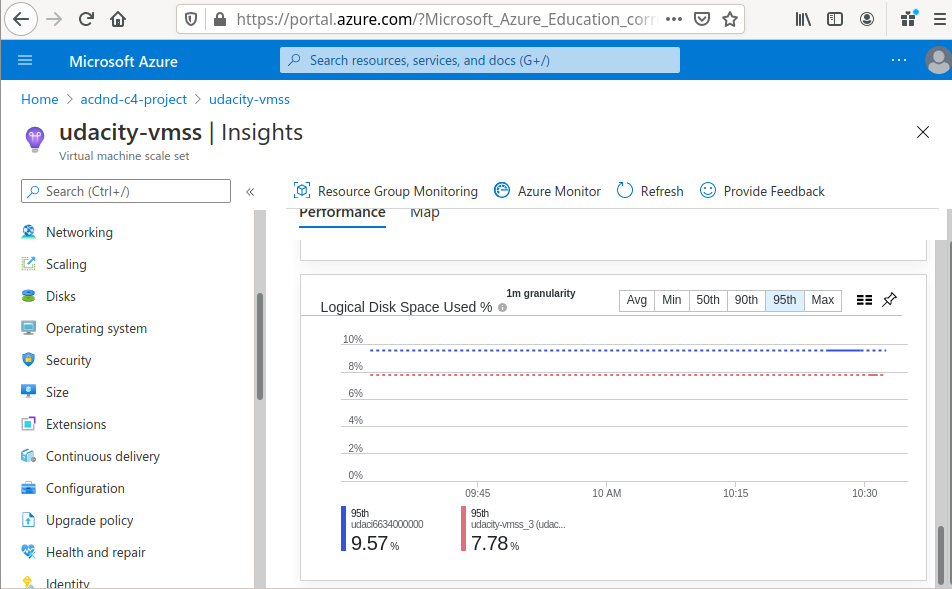 https://portal.azure.com/?Microsoft_Azure_Education_corr
Microsoft Azure
Search resources, services, and docs (G+/)
Home > acdnd-c4-project > udacity-vmss
udacity-vmss | Insights
Virtual machine scale set
Search (Ctrl+/)
«
Resource Group Monitoring
Azure Monitor
Refresh
Provide Feedback
Networking
Scaling
Disks
Operating system
Security
Size
Extensions
Continuous delivery
Configuration
Upgrade policy
Health and repair
Identity
Performance
Map
Logical Disk Space Used %
1m granularity
Avg
Min
50th
90th
95th
Max
10%
8%
6%
4%
2%
0%
09:45
10 AM
10:15
10:30
95th
udaci6634000000
9.57 %
95th
udacity-vmss_3 (udac...
7.78 %